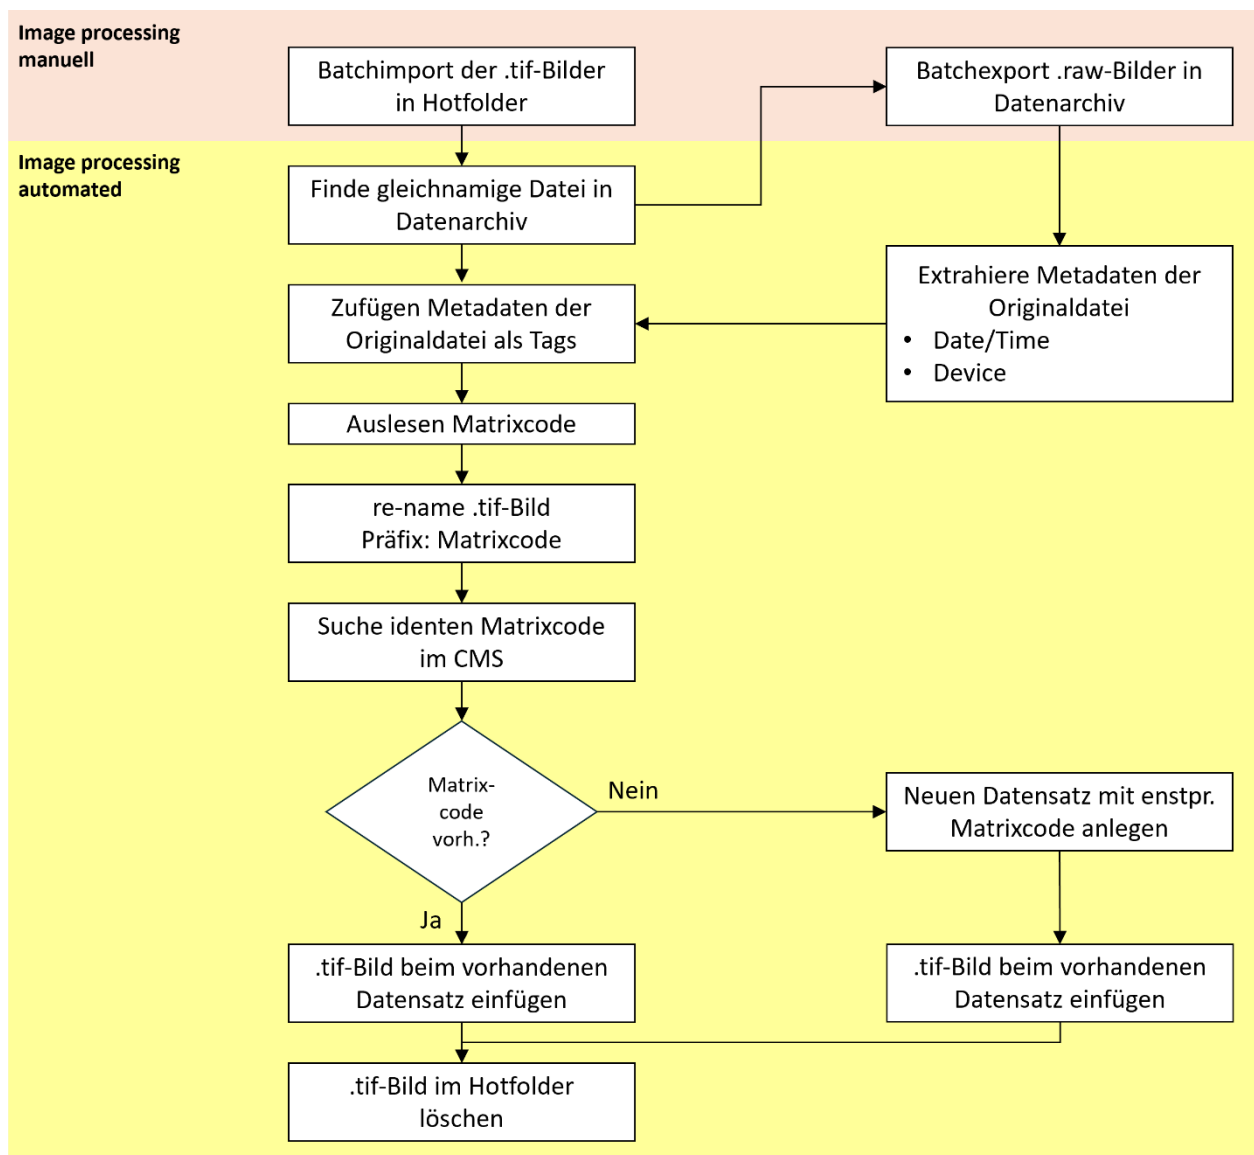 Image processing
manuell
Batchimport der .tif-Bilder
in Hotfolder
Batchexport .raw-Bilder in
Datenarchiv
Image processing
automated
Finde gleichnamige Datei in
Datenarchiv
Zufügen Metadaten der
Originaldatei als Tags
Extrahiere Metadaten der
Originaldatei
• Date/Time
• Device
Auslesen Matrixcode
re-name .tif-Bild
Präfix: Matrixcode
Suche identen Matrixcode
im CMS
Matrix-
code
vorh.?
Nein
Neuen Datensatz mit enstpr.
Matrixcode anlegen
Ja
.tif-Bild beim vorhandenen
Datensatz einfügen
.tif-Bild beim vorhandenen
Datensatz einfügen
.tif-Bild im Hotfolder
löschen